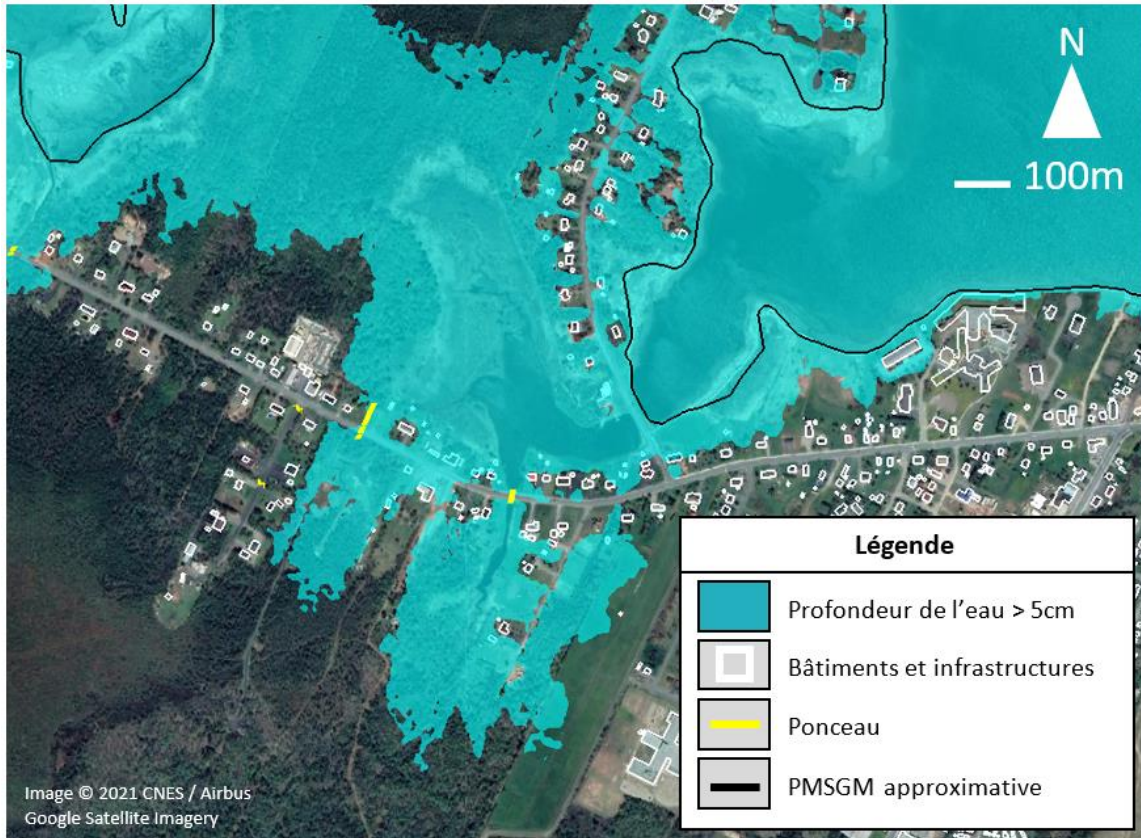 N
100m
Légende
Profondeur de l'eau > 5cm
Bâtiments et infrastructures
Ponceau
PMSGM approximative
Image © 2021 CNES / Airbus
Google Satellite Imagery